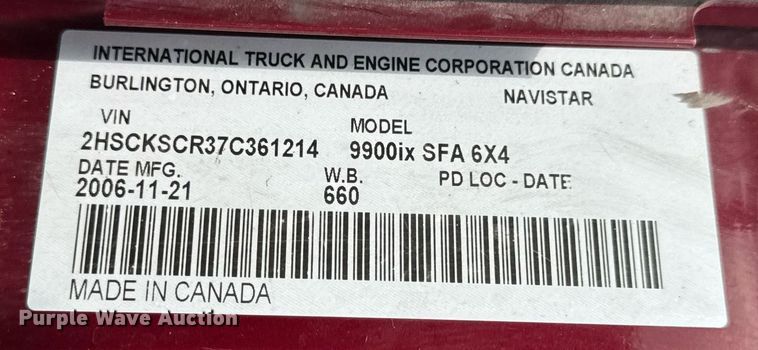 INTERNATIONAL TRUCK AND ENGINE CORPORATION CANADA
BURLINGTON, ONTARIO, CANADA NAVISTAR
VIN MODEL
2HSCKSCR37C361214 9900ix SFA 6X4
DATE MFG. W.B. PD LOC - DATE
2006-11-21 660
MADE IN CANADA
Purple Wave Auction